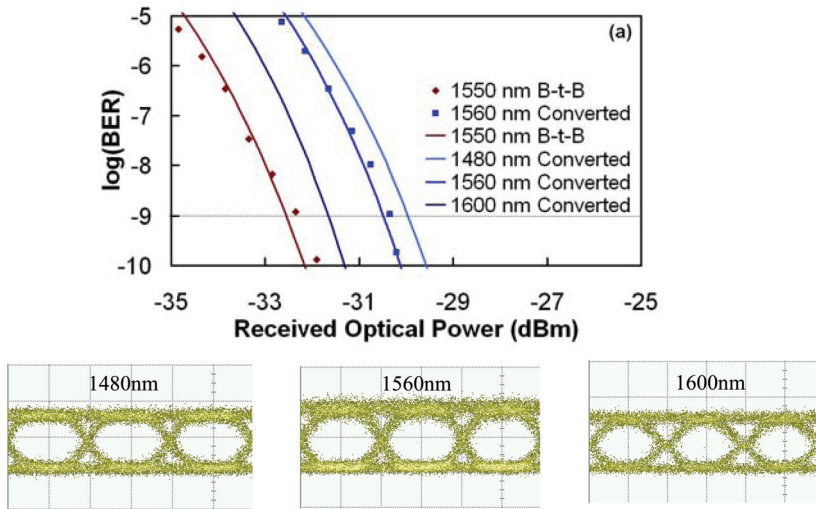 -5
(a)
-6
-7
-8
-9
-10
log(BER)
1550 nm B-t-B
1560 nm Converted
1550 nm B-t-B
1480 nm Converted
1560 nm Converted
1600 nm Converted
-35 -33 -31 -29 -27 -25
Received Optical Power (dBm)
1480nm 1560nm 1600nm